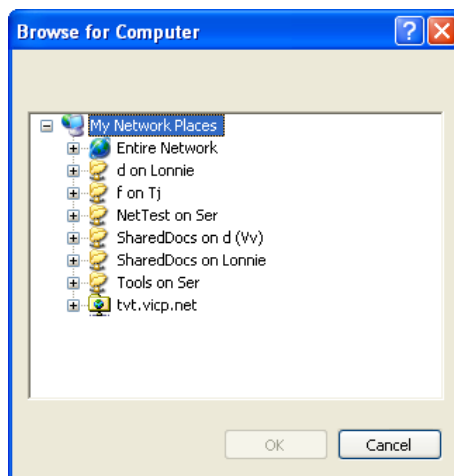 Browse for Computer
My Network Places
Entire Network
d on Lonnie
f on Tj
NetTest on Ser
SharedDocs on d (Vv)
SharedDocs on Lonnie
Tools on Ser
tvt.vicp.net
OK
Cancel